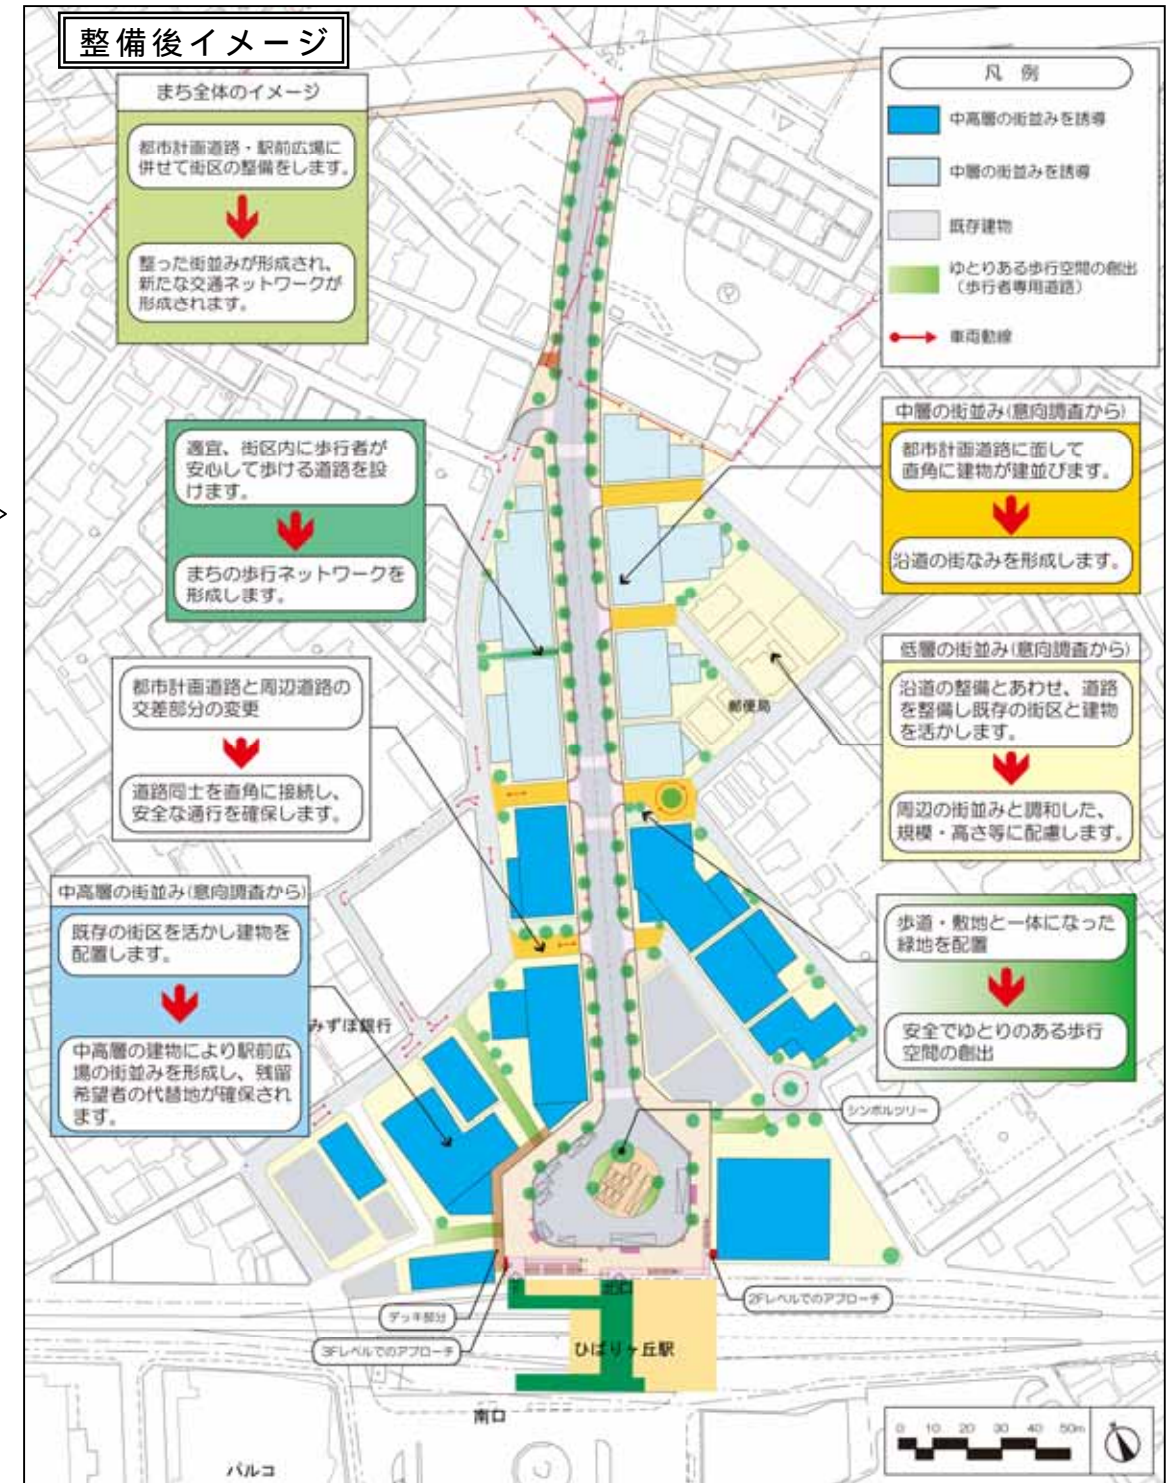 整備後イメージ
まち全体のイメージ
都市計画道路・駅前広場に
併せて街区の整備をします。
整った街並みが形成され、
新たな交通ネットワークが
形成されます。
凡 例
中高層の街並みを誘導
中層の街並みを誘導
既存建物
ゆとりある歩行空間の創出
(歩行者専用道路)
車両動線
適宜、街区内に歩行者が
安心して歩ける道路を設
けます。
まちの歩行ネットワークを
形成します。
中層の街並み(意向調査から)
都市計画道路に面して
直角に建物が建並びます。
沿道の街なみを形成します。
都市計画道路と周辺道路の
交差部分の変更
道路同士を直角に接続し、
安全な通行を確保します。
低層の街並み(意向調査から)
沿道の整備とあわせ、道路
を整備し既存の街区と建物
を活かします。
周辺の街並みと調和した、
規模・高さ等に配慮します。
郵便局
中高層の街並み(意向調査から)
既存の街区を活かし建物を
配置します。
中高層の建物により駅前広
場の街並みを形成し、残留
希望者の代替地が確保され
ます。
歩道・敷地と一体になった
緑地を配置
安全でゆとりのある歩行
空間の創出
みずほ銀行
シンボルツリー
北口
デッキ部分
2Fレベルでのアプローチ
3Fレベルでのアプローチ
ひばりヶ丘駅
南口
パルコ
0 10 20 30 40 50m